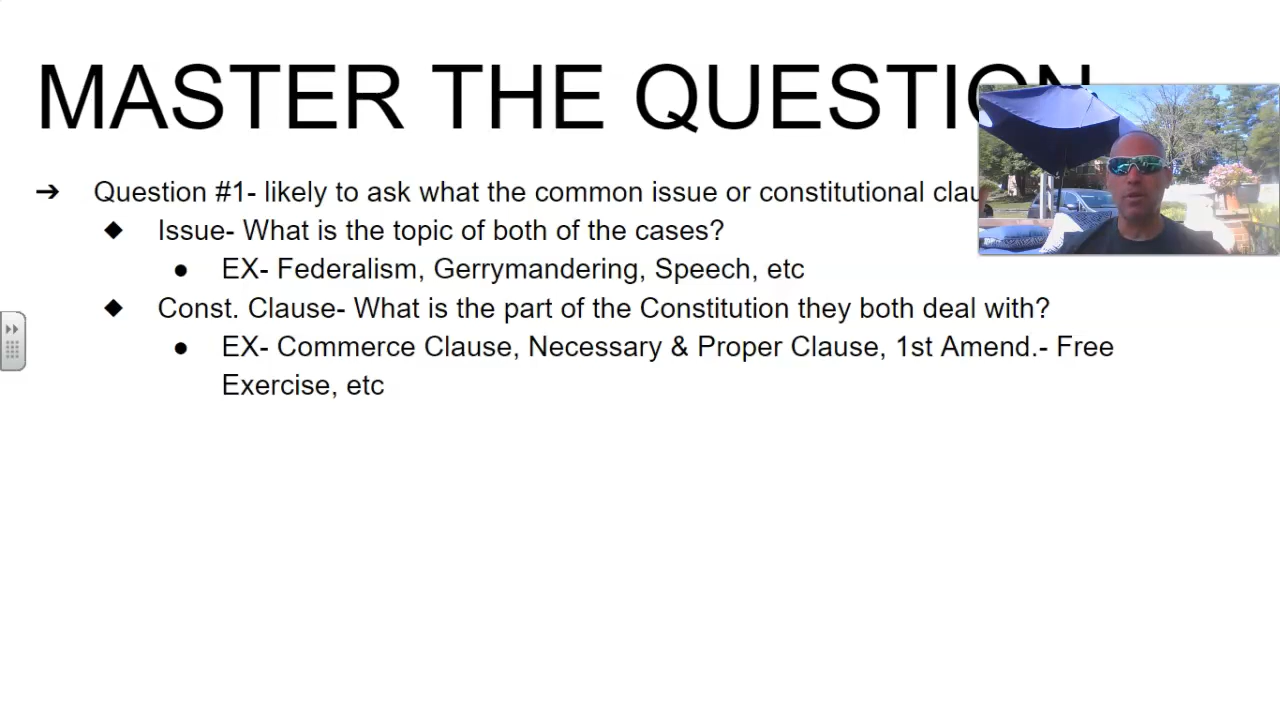 MASTER THE QUESTION
➔ Question #1- likely to ask what the common issue or constitutional
◆ Issue- What is the topic of both of the cases?
● EX- Federalism, Gerrymandering, Speech, etc
◆ Const. Clause- What is the part of the Constitution they both deal with?
● EX- Commerce Clause, Necessary & Proper Clause, 1st Amend.- Free
Exercise, etc